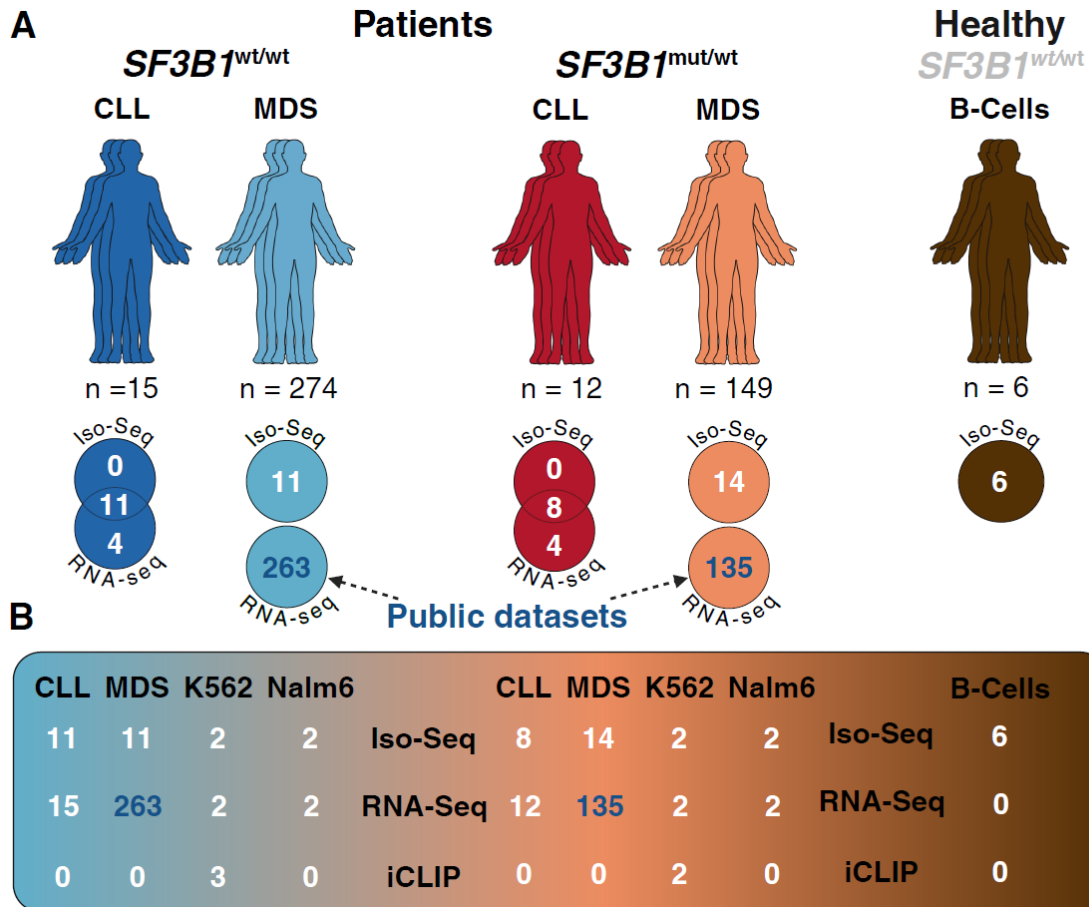 A
Patients
Healthy
SF3B1wt/wt
SF3B1mut/wt
SF3B1wt/wt
CLL
MDS
CLL
MDS
B-Cells
n =15
n = 274
n = 12
n = 149
n = 6
Iso-Seq
0
11
4
RNA-seq
Iso-Seq
11
263
RNA-seq
Iso-Seq
0
8
4
RNA-seq
Iso-Seq
14
135
RNA-seq
Iso-Seq
6
Public datasets
B
CLL MDS K562 Nalm6 CLL MDS K562 Nalm6 B-Cells
11 11 2 2 Iso-Seq 8 14 2 2 Iso-Seq 6
15 263 2 2 RNA-Seq 12 135 2 2 RNA-Seq 0
0 0 3 0 iCLIP 0 0 2 0 iCLIP 0